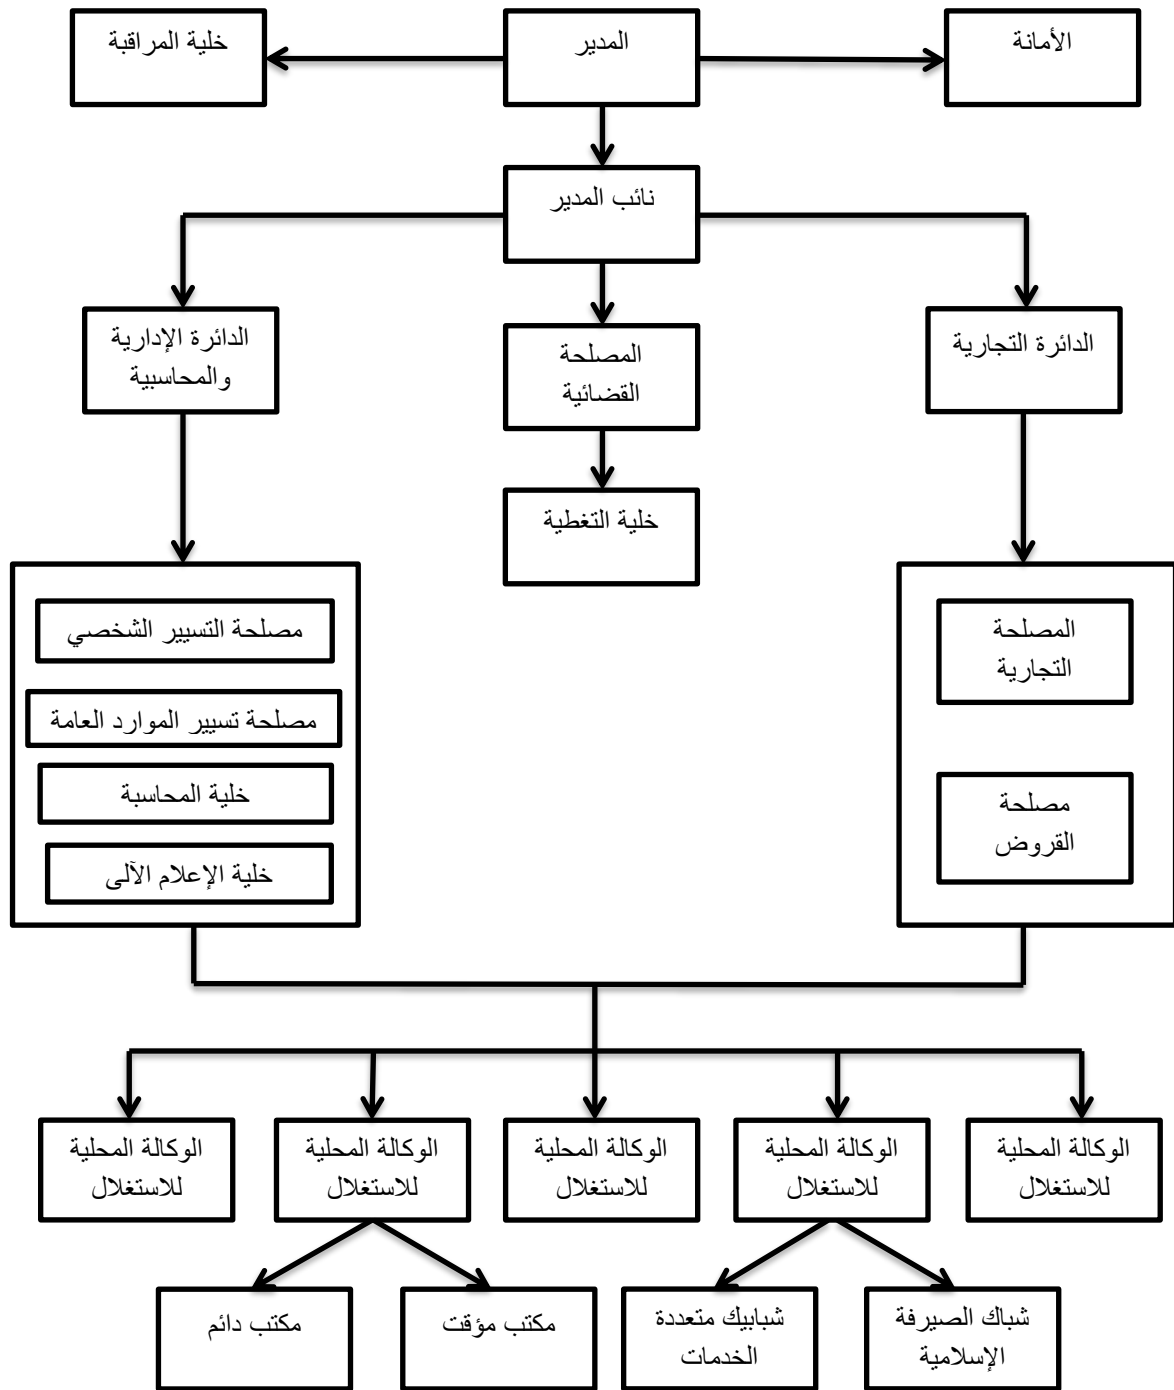 الأمانة
المدير
خلية المراقبة
نائب المدير
الدائرة التجارية
المصلحة
القضائية
الدائرة الإدارية
والمحاسبية
خلية التغطية
المصلحة
التجارية
مصلحة
القروض
مصلحة التسيير الشخصي
مصلحة تسيير الموارد العامة
خلية المحاسبة
خلية الإعلام الآلى
الوكالة المحلية
للاستغلال
الوكالة المحلية
للاستغلال
الوكالة المحلية
للاستغلال
الوكالة المحلية
للاستغلال
الوكالة المحلية
للاستغلال
شباك الصيرفة
الإسلامية
شبابيك متعددة
الخدمات
مكتب مؤقت
مكتب دائم